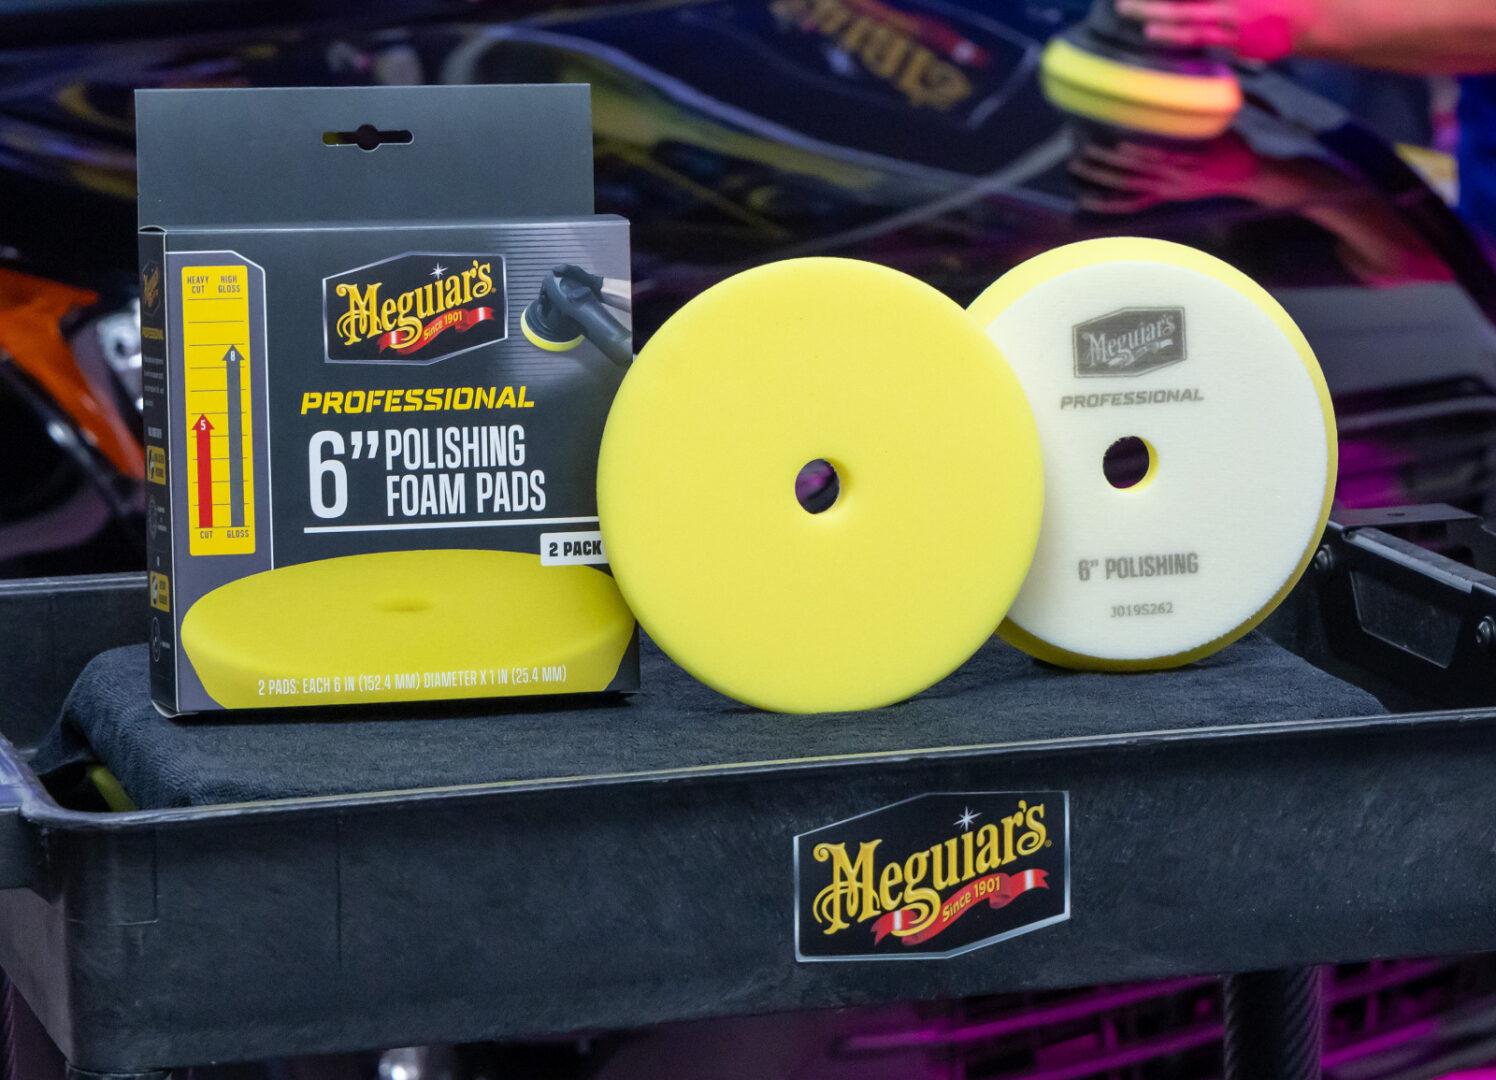 HEAVY CUT
HIGH GLOSS
8
5
CUT
GLOSS
Meguiar's
Since 1901
PROFESSIONAL
6” POLISHING
FOAM PADS
2 PACK
2 PADS: EACH 6 IN (152.4 MM) DIAMETER X 1 IN (25.4 MM)
Meguiar's
PROFESSIONAL
6” POLISHING
J019S262
Meguiar's
Since 1901